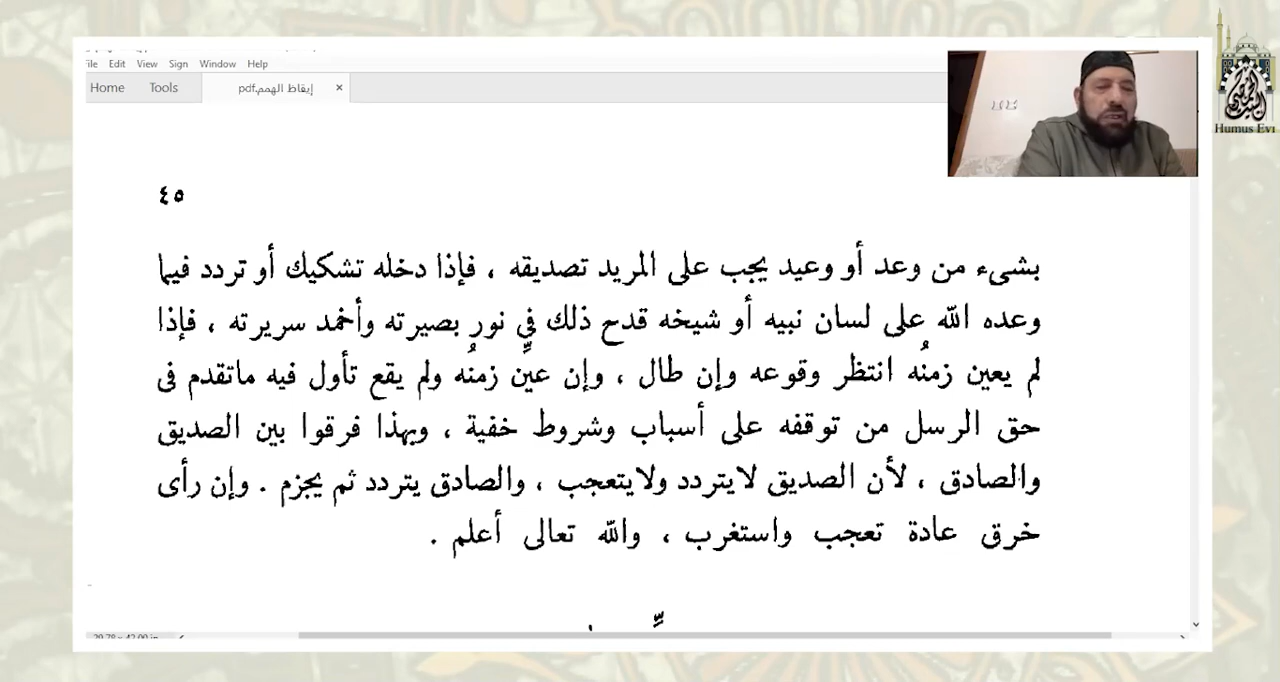 File Edit View Sign Window Help
Home Tools إيقاظ الهمم.pdf ×
Humus Evi
٤٥
بشىء من وعد أو وعيد يجب على المريد تصديقه ، فإذا دخله تشكيك أو تردد فيما
وعده الله على لسان نبيه أو شيخه قدح ذلك في نور بصيرته وأخمد سريرته ، فإذا
لم يعين زمنُه انتظر وقوعه وإن طال ، وإن عيِّن زمنُه ولم يقع تأول فيه ماتقدم فى
حق الرسل من توقفه على أسباب وشروط خفية ، وبهذا فرقوا بين الصديق
والصادق ، لأن الصديق لايتردد ولايتعجب ، والصادق يتردد ثم يجزم . وإن رأى
خرق عادة تعجب واستغرب ، والله تعالى أعلم .